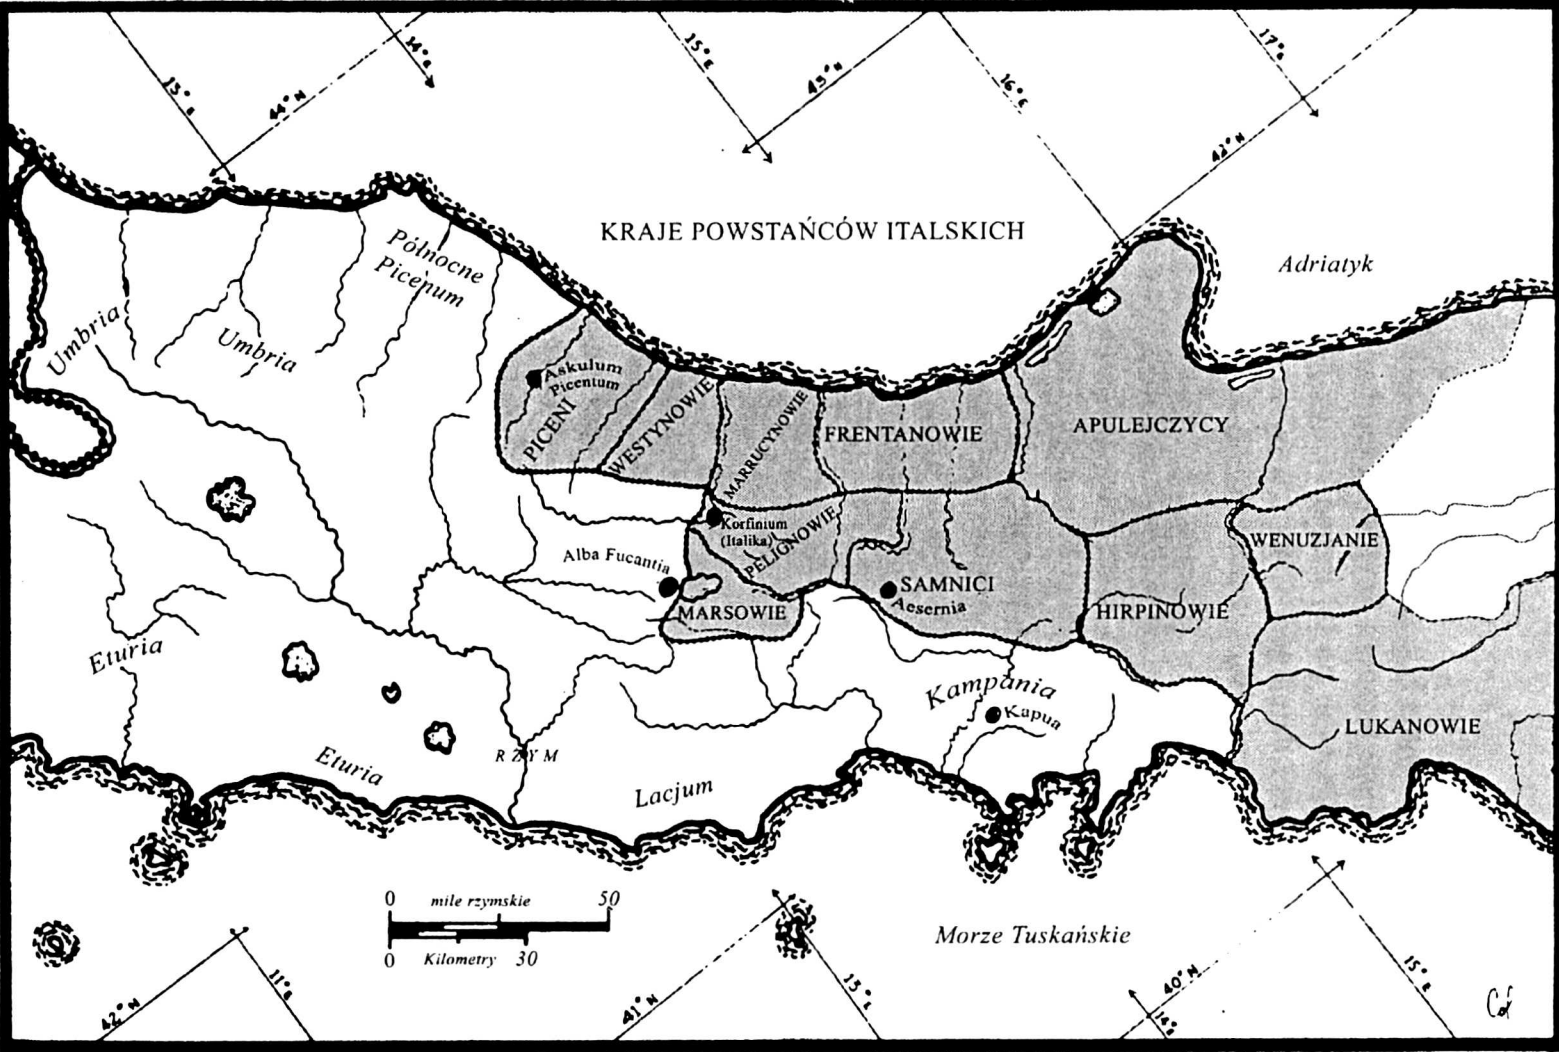 13° E
44° N
14° E
15° E
45° N
16° E
42° N
17° E
KRAJE POWSTAŃCÓW ITALSKICH
Adriatyk
Północne
Picenum
Umbria
Umbria
Askulum
Picentum
PICENI
WESTYNOWIE
MARRUCYNOWIE
FRENTANOWIE
APULEJCZYCY
Korfinium
(Italika)
PELIGNOWIE
Alba Fucantia
MARSOWIE
SAMNICI
Aesernia
HIRPINOWIE
WENUZJANIE
Eturia
Kampania
Kapua
LUKANOWIE
Eturia
RZYM
Lacjum
0 mile rzymskie 50
0 Kilometry 30
Morze Tuskańskie
42° N
11° E
41° N
13° E
40° N
14° E
15° E